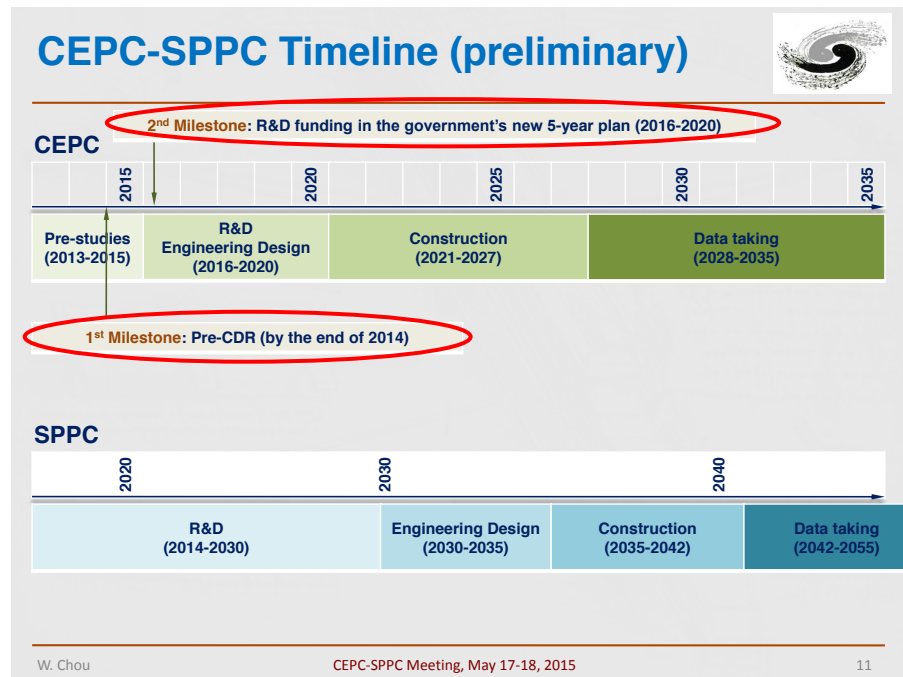 CEPC-SPPC Timeline (preliminary)
2nd Milestone: R&D funding in the government's new 5-year plan (2016-2020)
CEPC
2015
2020
2025
2030
2035
Pre-studies
(2013-2015)
R&D
Engineering Design
(2016-2020)
Construction
(2021-2027)
Data taking
(2028-2035)
1st Milestone: Pre-CDR (by the end of 2014)
SPPC
2020
2030
2040
R&D
(2014-2030)
Engineering Design
(2030-2035)
Construction
(2035-2042)
Data taking
(2042-2055)
W. Chou
CEPC-SPPC Meeting, May 17-18, 2015
11